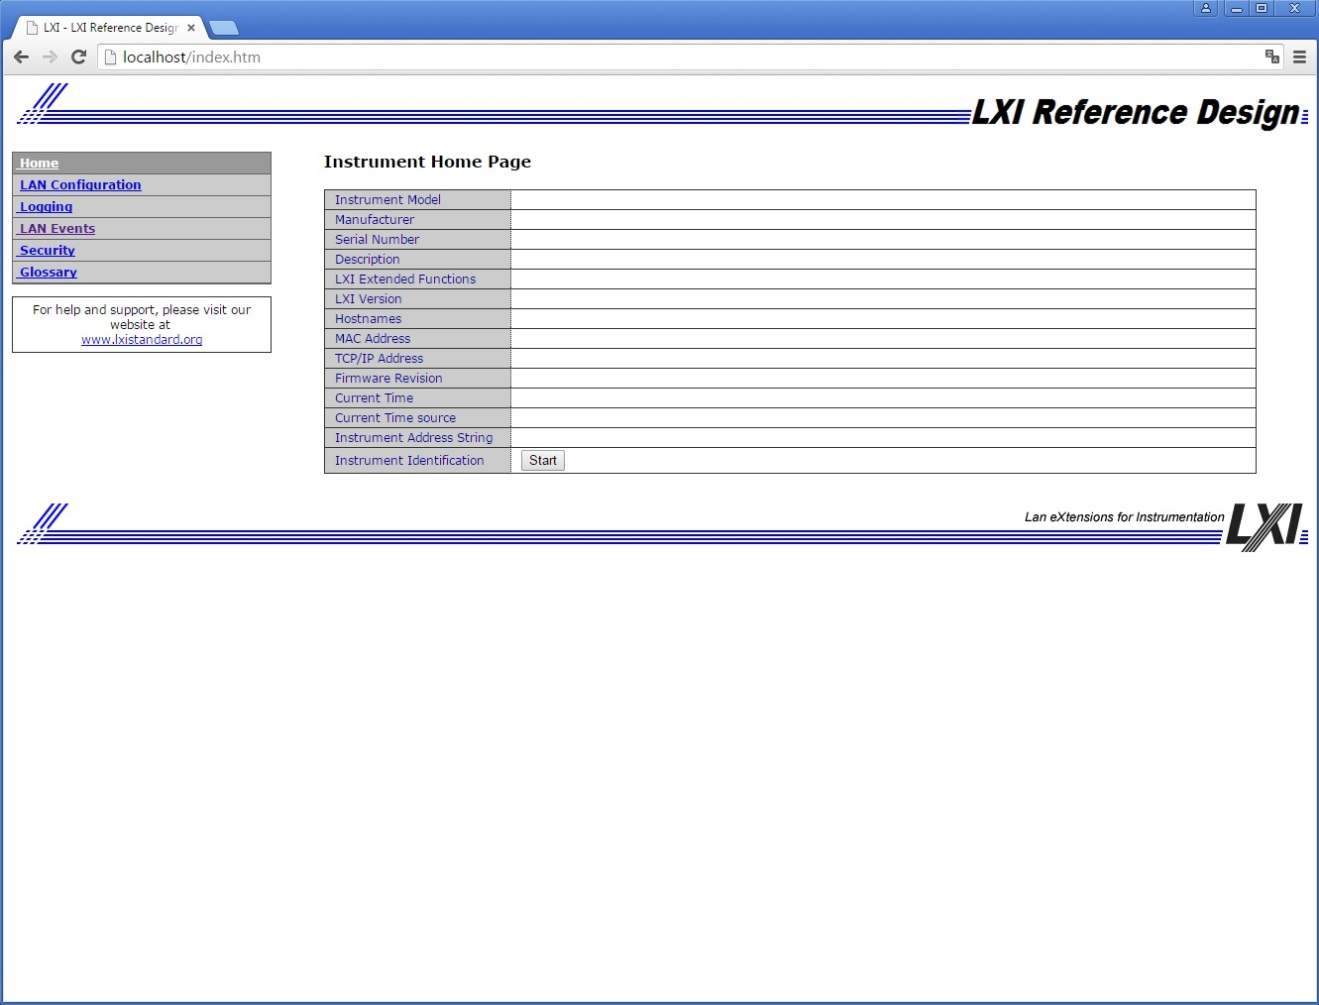 LXI - LXI Reference Design
localhost/index.htm
LXI Reference Design
Home
LAN Configuration
Logging
LAN Events
Security
Glossary
For help and support, please visit our
website at
www.lxistandard.org
Instrument Home Page
Instrument Model
Manufacturer
Serial Number
Description
LXI Extended Functions
LXI Version
Hostnames
MAC Address
TCP/IP Address
Firmware Revision
Current Time
Current Time source
Instrument Address String
Instrument Identification Start
Lan eXtensions for Instrumentation LXI